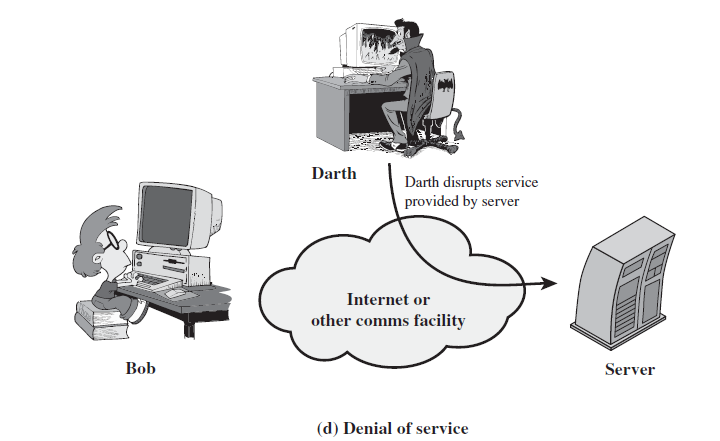 Darth
Darth disrupts service
provided by server
Internet or
other comms facility
Bob
Server
(d) Denial of service